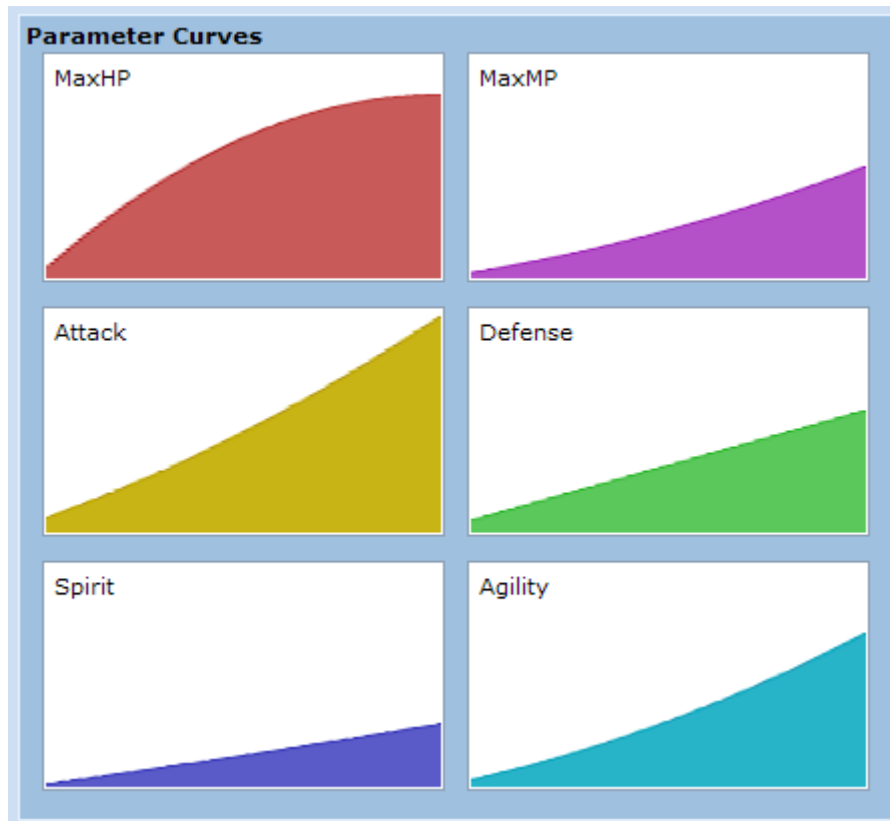 Parameter Curves
MaxHP
MaxMP
Attack
Defense
Spirit
Agility